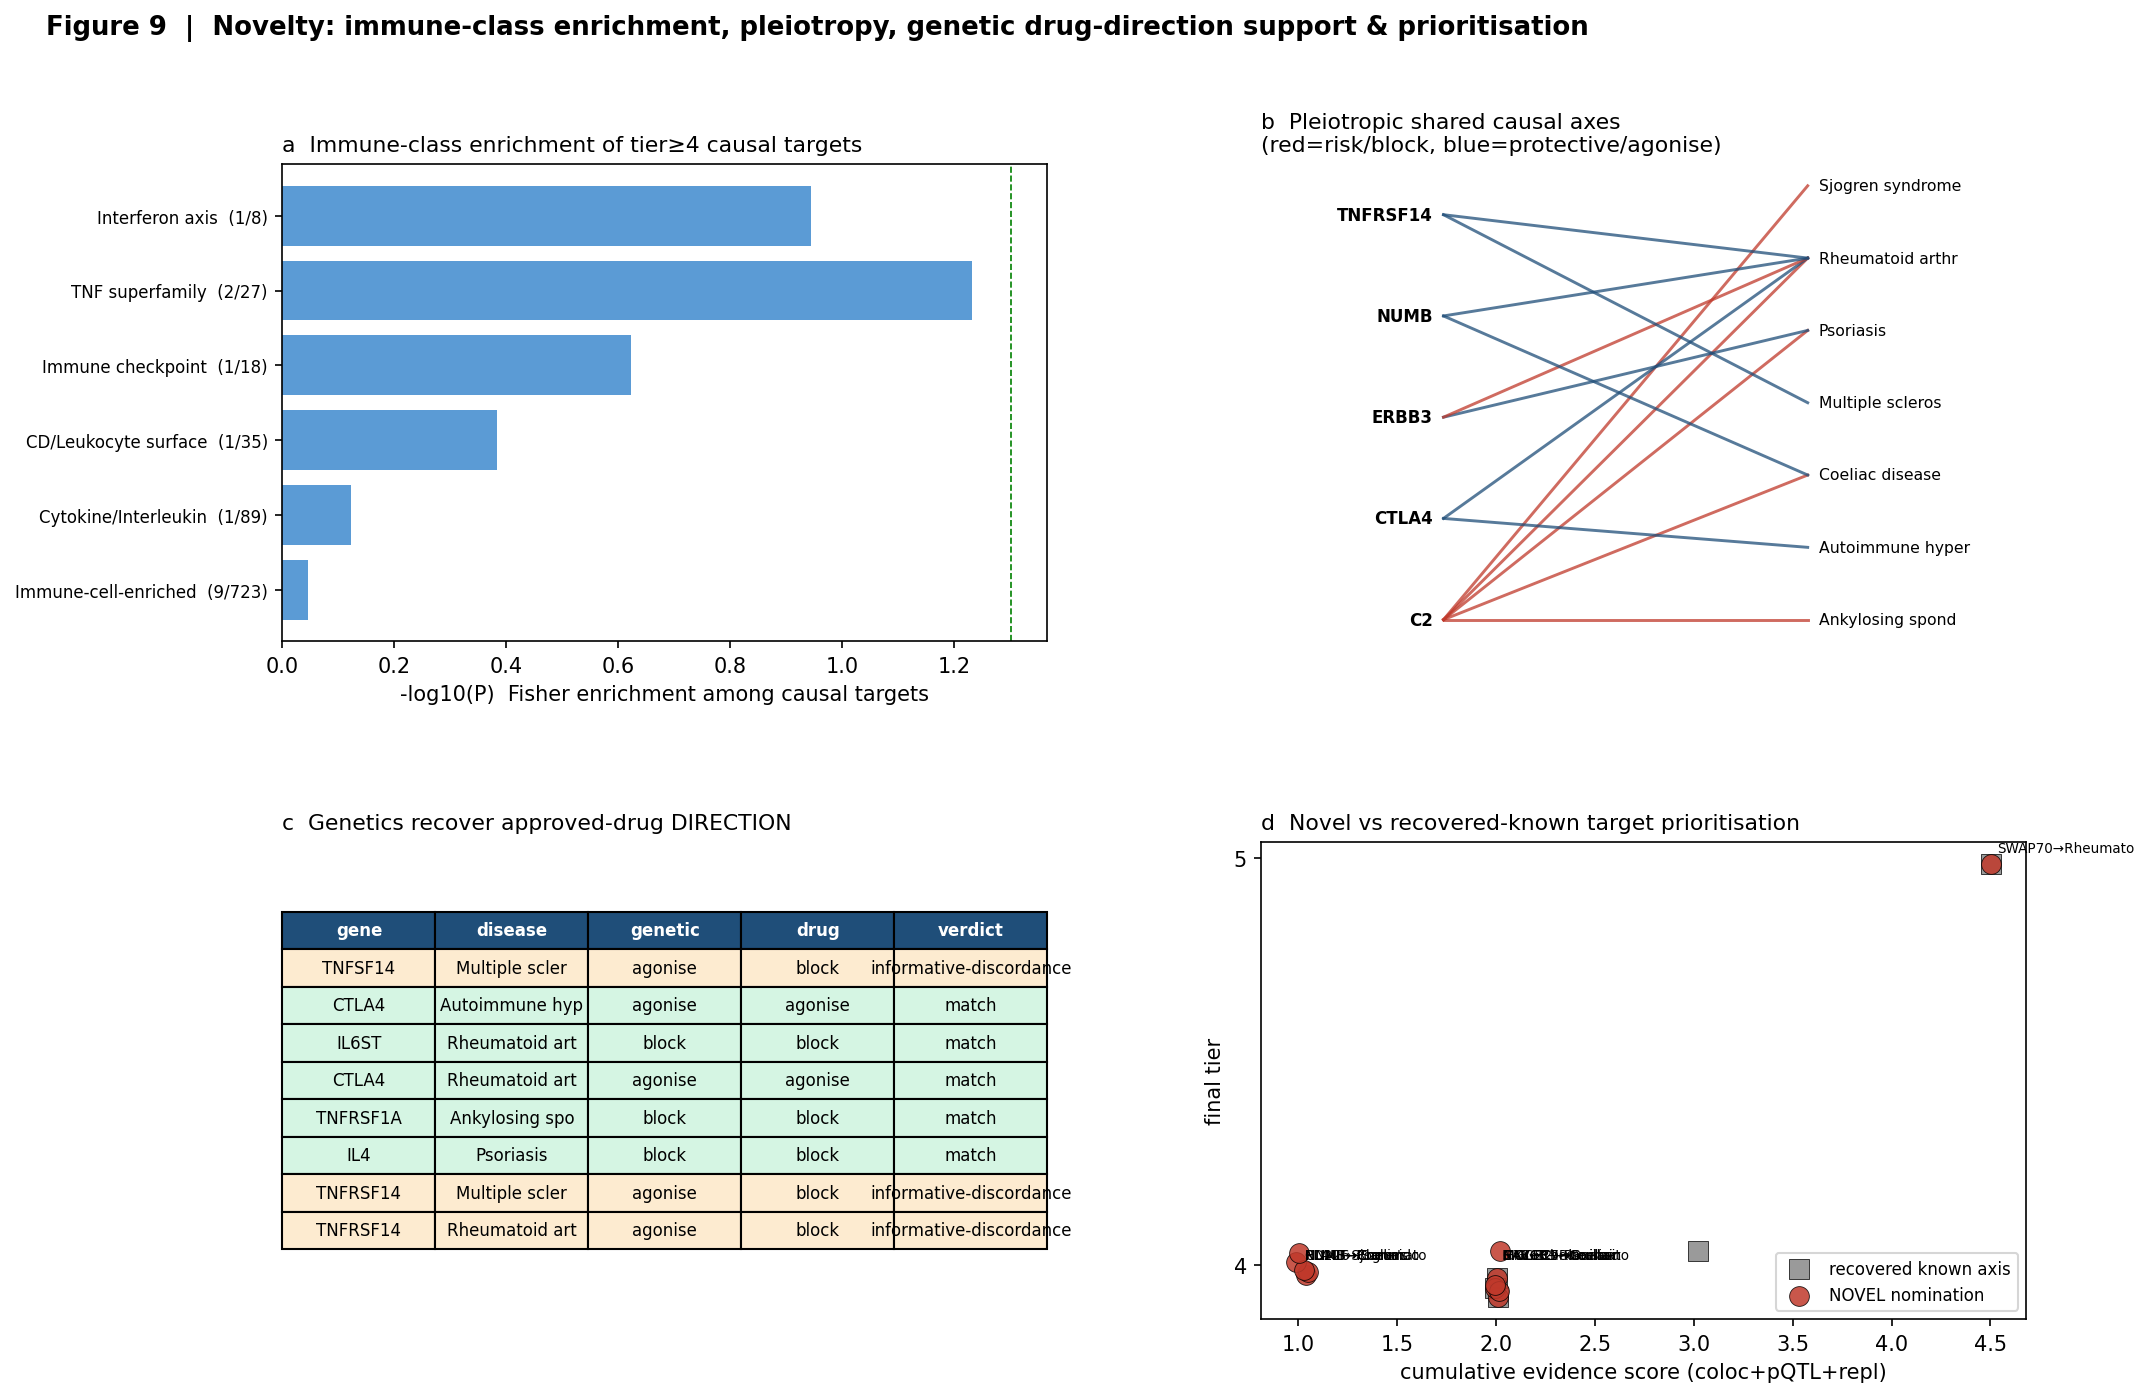 Figure 9 | Novelty: immune-class enrichment, pleiotropy, genetic drug-direction support & prioritisation
a Immune-class enrichment of tier≥4 causal targets
Interferon axis (1/8)
TNF superfamily (2/27)
Immune checkpoint (1/18)
CD/Leukocyte surface (1/35)
Cytokine/Interleukin (1/89)
Immune-cell-enriched (9/723)
0.0 0.2 0.4 0.6 0.8 1.0 1.2
-log10(P) Fisher enrichment among causal targets
b Pleiotropic shared causal axes
(red=risk/block, blue=protective/agonise)
TNFRSF14
NUMB
ERBB3
CTLA4
C2
Sjogren syndrome
Rheumatoid arthr
Psoriasis
Multiple scleros
Coeliac disease
Autoimmune hyper
Ankylosing spond
c Genetics recover approved-drug DIRECTION
gene disease genetic drug verdict
TNFSF14 Multiple scler agonise block informative-discordance
CTLA4 Autoimmune hyp agonise agonise match
IL6ST Rheumatoid art block block match
CTLA4 Rheumatoid art agonise agonise match
TNFRSF1A Ankylosing spo block block match
IL4 Psoriasis block block match
TNFRSF14 Multiple scler agonise block informative-discordance
TNFRSF14 Rheumatoid art agonise block informative-discordance
d Novel vs recovered-known target prioritisation
SWAP70→Rheumato
5
4
final tier
recovered known axis
NOVEL nomination
1.0 1.5 2.0 2.5 3.0 3.5 4.0 4.5
cumulative evidence score (coloc+pQTL+repl)